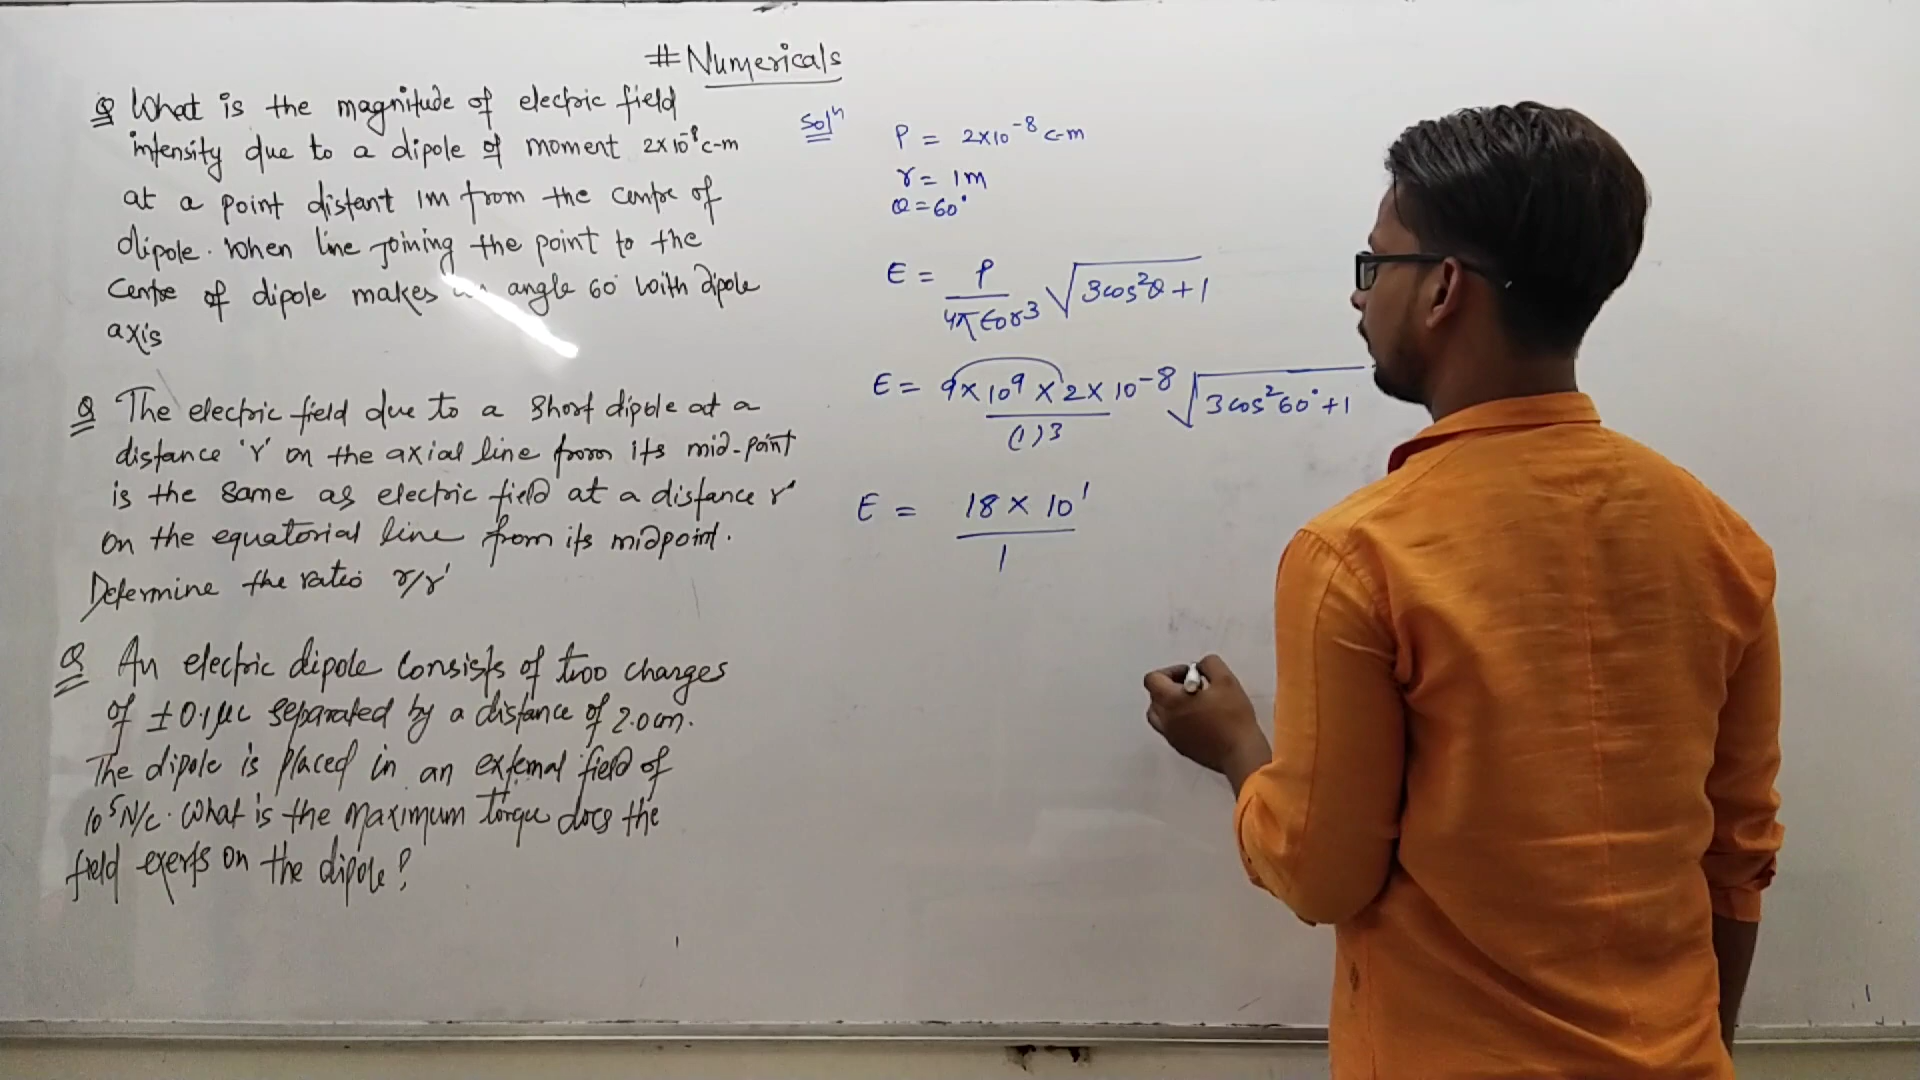 # Numericals
Q What is the magnitude of electric field
intensity due to a dipole of moment 2×10⁻⁸c-m
at a point distant 1m from the centre of
dipole. When line joining the point to the
centre of dipole makes angle 60° with dipole
axis
Q The electric field due to a short dipole at a
distance 'r' on the axial line from its mid-point
is the same as electric field at a distance r'
on the equatorial line from its midpoint.
Determine the ratio r/r'
Q An electric dipole consists of two charges
of ±0.1μc separated by a distance of 2.0cm.
The dipole is placed in an external field of
10⁵N/c. What is the maximum torque does the
field exerts on the dipole?
Solⁿ
P = 2×10⁻⁸ c-m
r = 1m
θ = 60°
E = P/4πε₀r³ √3cos²θ+1
E = 9×10⁹×2×10⁻⁸/(1)³ √3cos²60°+1
E = 18×10¹/1